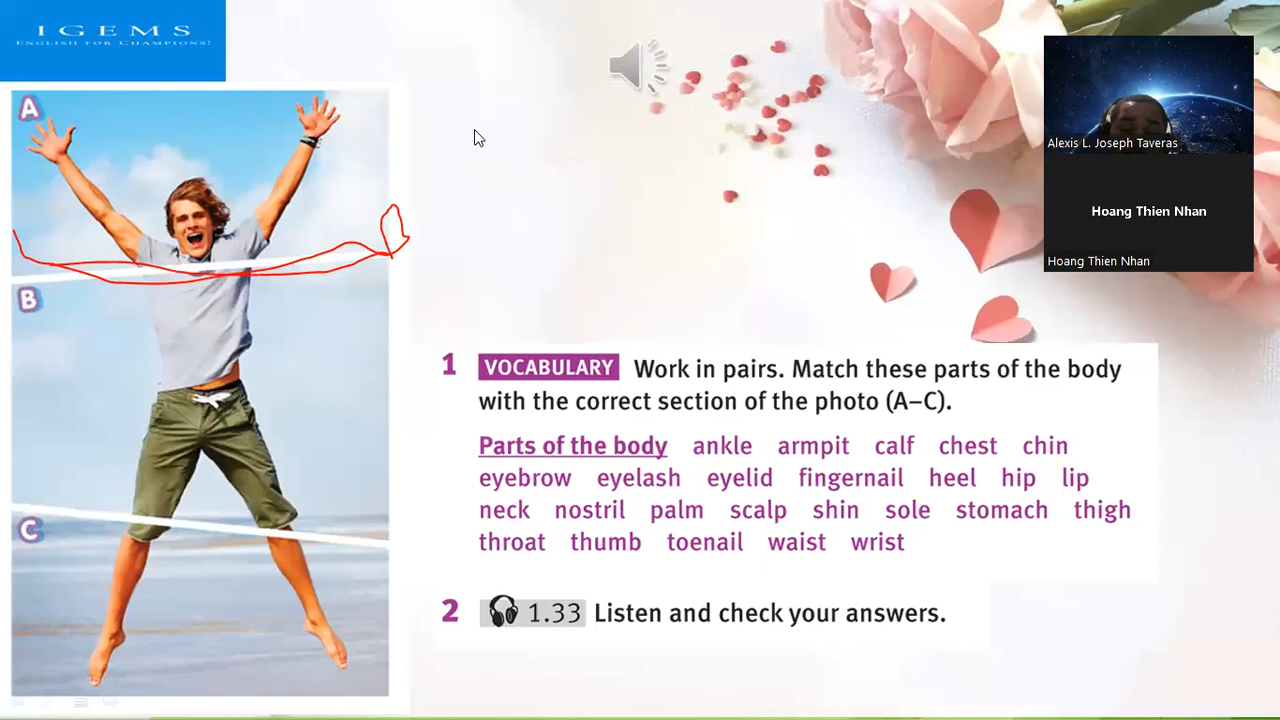 IGEMS
ENGLISH FOR CHAMPIONS!
A
B
C
Alexis L. Joseph Taveras
Hoang Thien Nhan
Hoang Thien Nhan
1 VOCABULARY Work in pairs. Match these parts of the body
with the correct section of the photo (A–C).
Parts of the body ankle armpit calf chest chin
eyebrow eyelash eyelid fingernail heel hip lip
neck nostril palm scalp shin sole stomach thigh
throat thumb toenail waist wrist
2 1.33 Listen and check your answers.